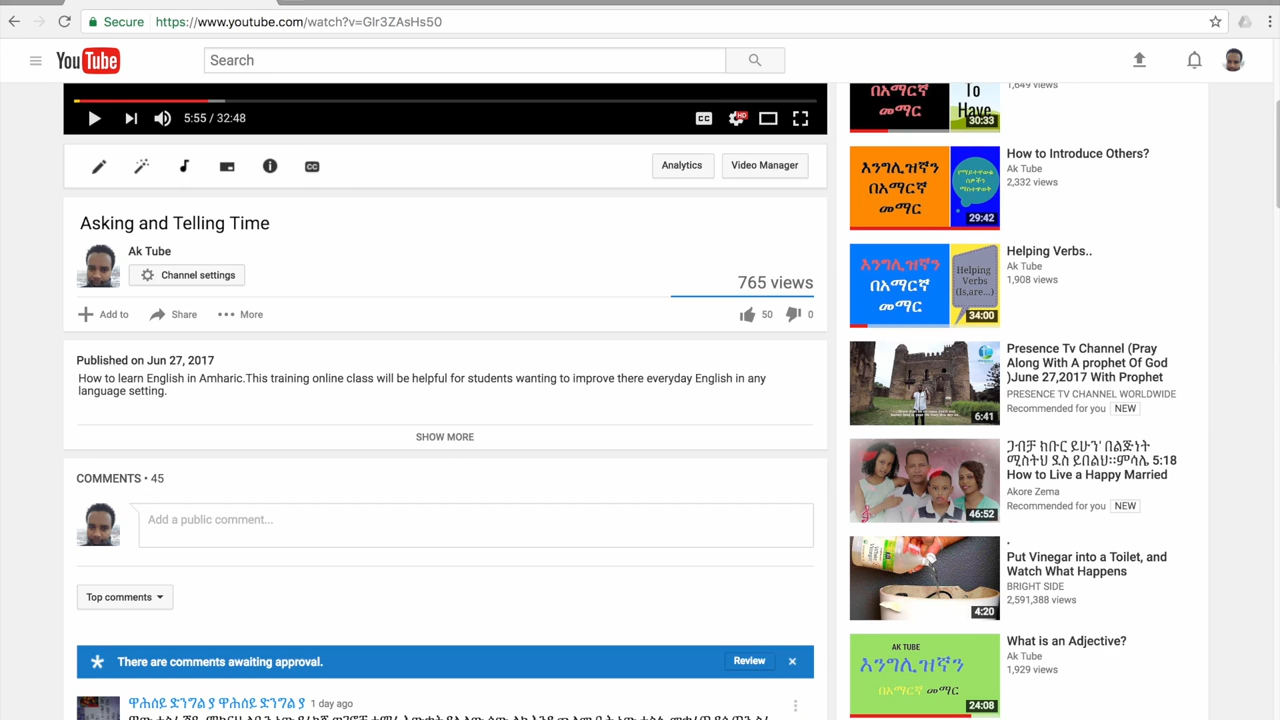 Secure
https://www.youtube.com/watch?v=GIr3ZAsHs50
YouTube
Search
5:55 / 32:48
CC
HD
CC
Analytics
Video Manager
Asking and Telling Time
Ak Tube
Channel settings
765 views
Add to
Share
More
50
0
Published on Jun 27, 2017
How to learn English in Amharic.This training online class will be helpful for students wanting to improve there everyday English in any
language setting.
SHOW MORE
COMMENTS • 45
Add a public comment...
Top comments
There are comments awaiting approval.
Review
ዋሕሰይ ድንግል ያ ዋሕሰይ ድንግል ያ
1 day ago
1,649 views
በአማርኛ
መማር
To
Have
30:33
እንግሊዝኛን
በአማርኛ
መማር
29:42
How to Introduce Others?
Ak Tube
2,332 views
እንግሊዝኛን
በአማርኛ
መማር
Helping
Verbs
(Is,are...)
34:00
Helping Verbs..
Ak Tube
1,908 views
6:41
Presence Tv Channel (Pray
Along With A prophet Of God
)June 27,2017 With Prophet
PRESENCE TV CHANNEL WORLDWIDE
Recommended for you
NEW
46:52
ጋብቻ ክቡር ይሁን' በልጅነት
ሚስትህ ደስ ይበልህ፡፡ምሳሌ 5:18
How to Live a Happy Married
Akore Zema
Recommended for you
NEW
4:20
.
Put Vinegar into a Toilet, and
Watch What Happens
BRIGHT SIDE
2,591,388 views
AK TUBE
እንግሊዝኛን
በአማርኛ መማር
24:08
What is an Adjective?
Ak Tube
1,929 views